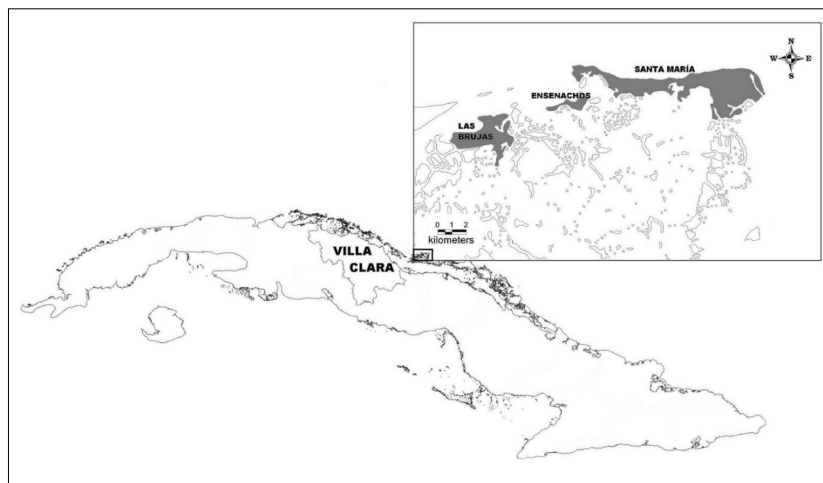 N
W E
S
SANTA MARÍA
ENSENACHOS
LAS
BRUJAS
0 1 2
kilometers
VILLA
CLARA